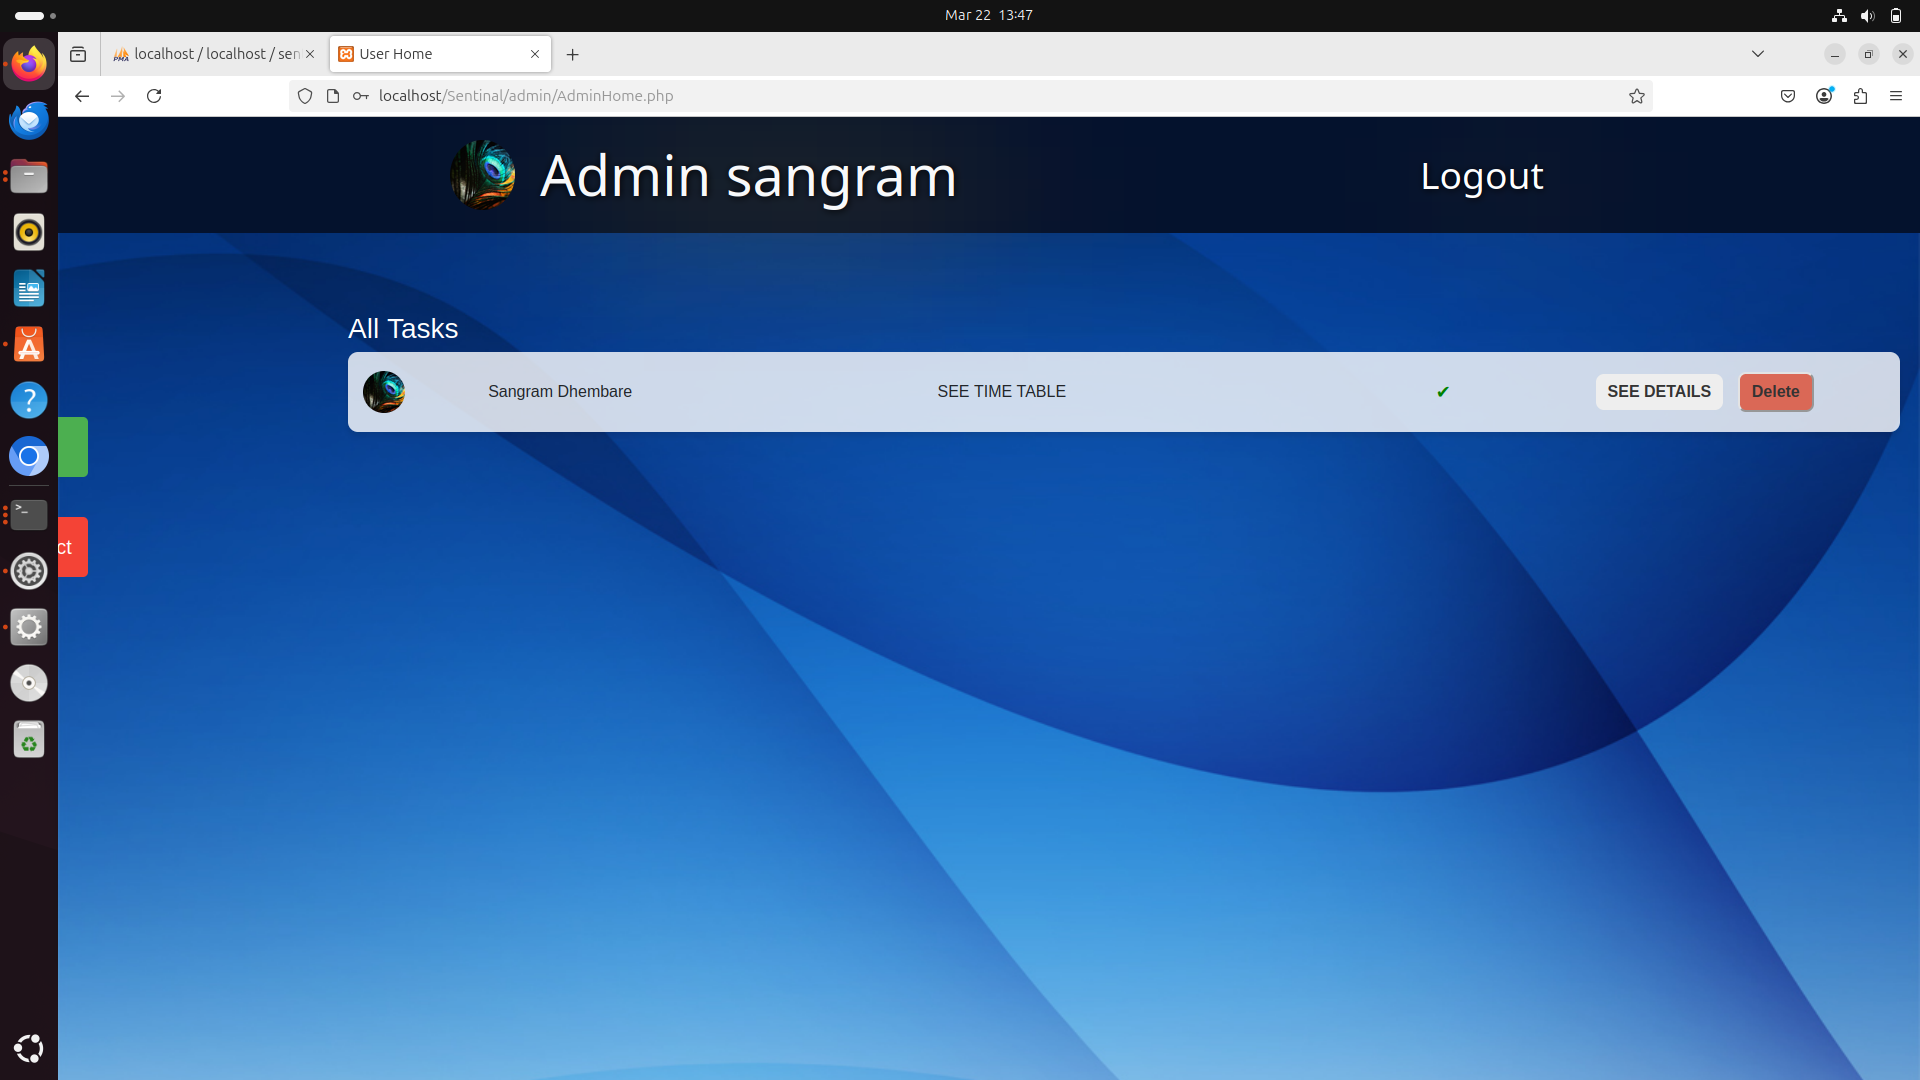 Mar 22 13:47
localhost / localhost / sen
User Home
localhost/Sentinal/admin/AdminHome.php
Admin sangram
Logout
All Tasks
Sangram Dhembare
SEE TIME TABLE
✔
SEE DETAILS
Delete
ct